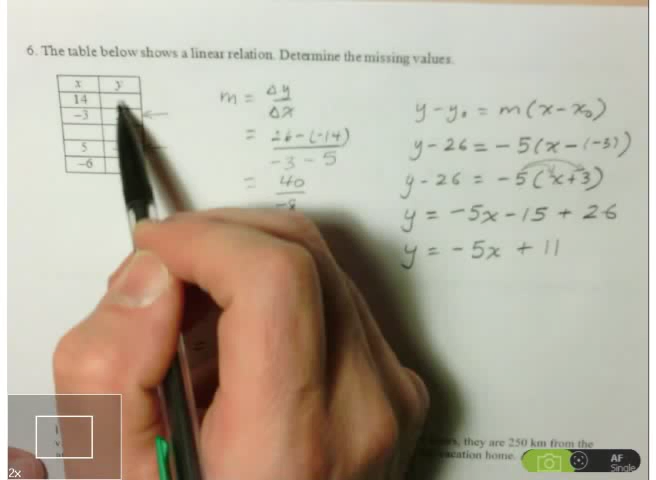 6. The table below shows a linear relation. Determine the missing values.
x y
14
-3
5
-6
m = Δy/Δx
= 26-(-14)/-3-5
= 40/-8
=
y - y₀ = m(x - x₀)
y - 26 = -5(x - (-3))
y - 26 = -5(x+3)
y = -5x - 15 + 26
y = -5x + 11
they are 250 km from the
vacation home.
2x
AF
Single